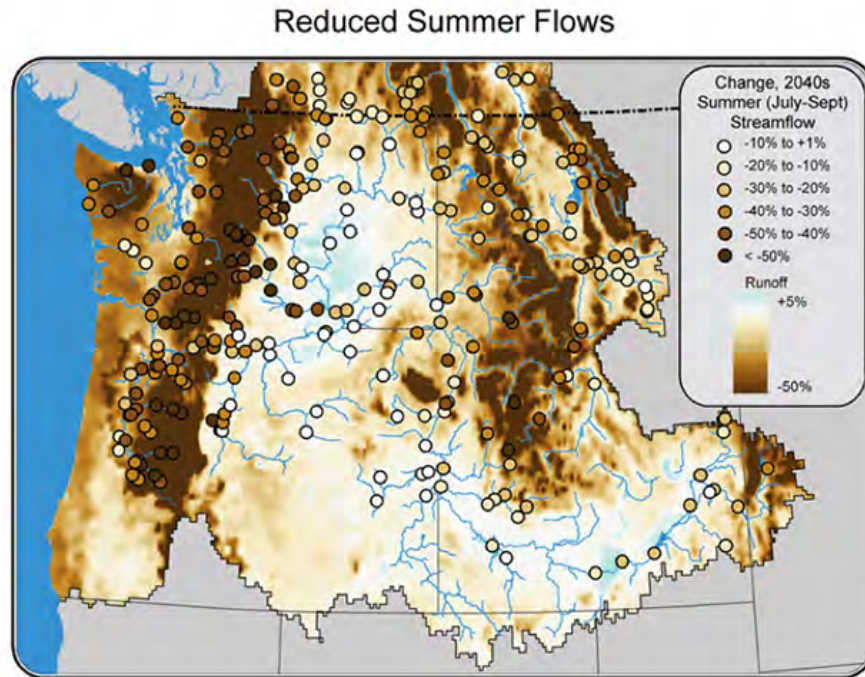 Reduced Summer Flows
Change, 2040s
Summer (July-Sept)
Streamflow
-10% to +1%
-20% to -10%
-30% to -20%
-40% to -30%
-50% to -40%
< -50%
Runoff
+5%
-50%